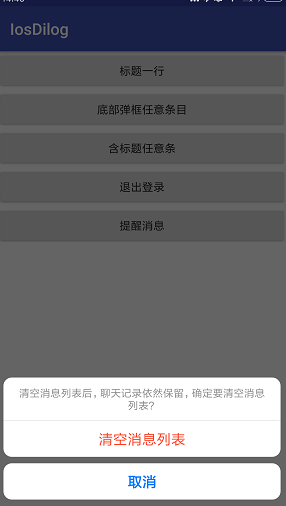 IosDilog
标题一行
底部弹框任意条目
含标题任意条
退出登录
提醒消息
清空消息列表后，聊天记录依然保留，确定要清空消息
列表?
清空消息列表
取消